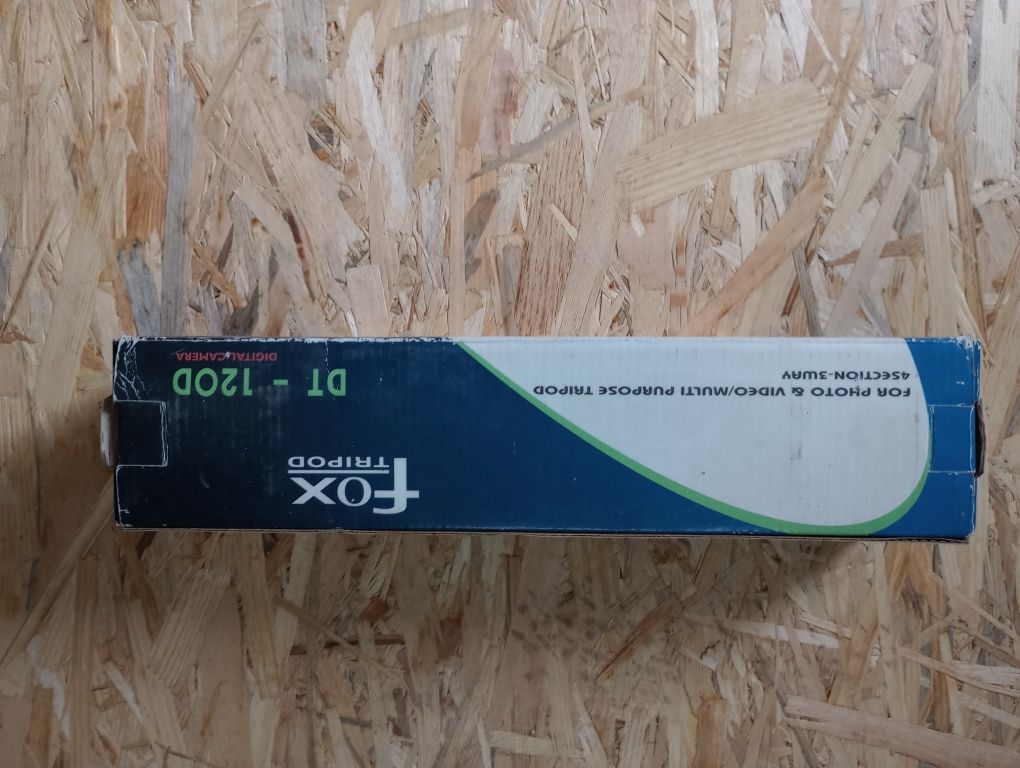 fox
TRIPOD
DT - 120D
DIGITAL CAMERA
FOR PHOTO & VIDEO/MULTI PURPOSE TRIPOD
4SECTION-3WAY